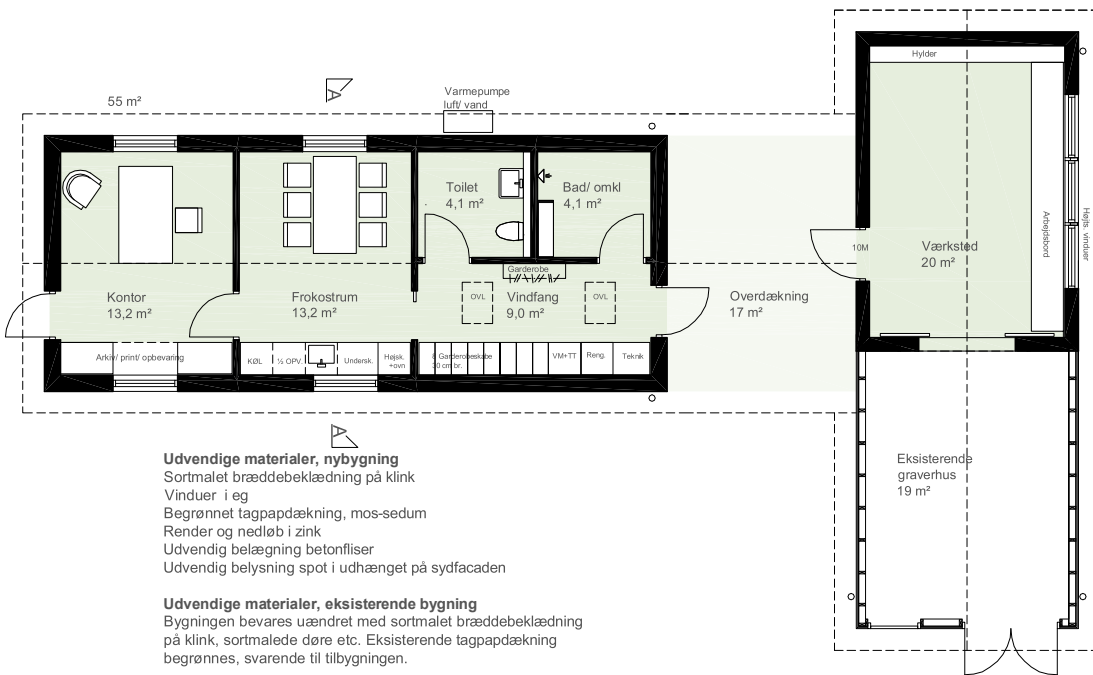 Hylder
55 m²
A
Varmepumpe
luft/ vand
Toilet
4,1 m²
Bad/ omkl
4,1 m²
Arbejdsbord
Højts. vinduer
10M
Værksted
20 m²
Garderobe
Kontor
13,2 m²
Frokostrum
13,2 m²
OVL
Vindfang
9,0 m²
OVL
Overdækning
17 m²
Arkiv/ print/ opbevaring
KØL
½ OPV.
Undersk.
Højsk.
+ovn
8 Garderobeskabe
30 cm br.
VM+TT
Reng.
Teknik
A
Eksisterende
graverhus
19 m²
Udvendige materialer, nybygning
Sortmalet bræddebeklædning på klink
Vinduer i eg
Begrønnet tagpapdækning, mos-sedum
Render og nedløb i zink
Udvendig belægning betonfliser
Udvendig belysning spot i udhænget på sydfacaden
Udvendige materialer, eksisterende bygning
Bygningen bevares uændret med sortmalet bræddebeklædning
på klink, sortmalede døre etc. Eksisterende tagpapdækning
begrønnes, svarende til tilbygningen.